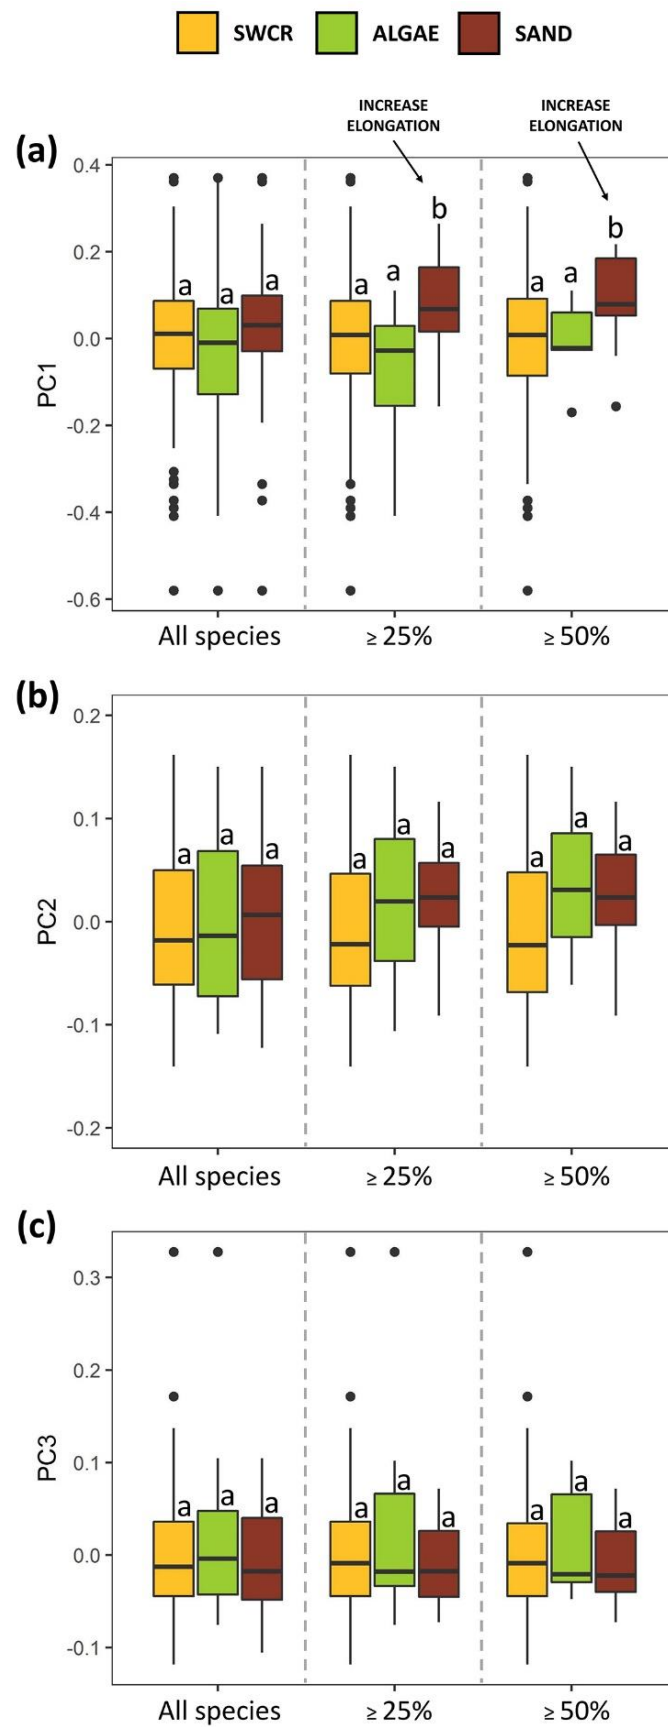 SWCR ALGAE SAND
INCREASE ELONGATION
INCREASE ELONGATION
(a)
0.4
0.2
0.0
-0.2
-0.4
-0.6
PC1
a a a
a a b
a a b
All species ≥ 25% ≥ 50%
(b)
0.2
0.1
0.0
-0.1
-0.2
PC2
a a a
a a a
a a a
All species ≥ 25% ≥ 50%
(c)
0.3
0.2
0.1
0.0
-0.1
PC3
a a a
a a a
a a a
All species ≥ 25% ≥ 50%